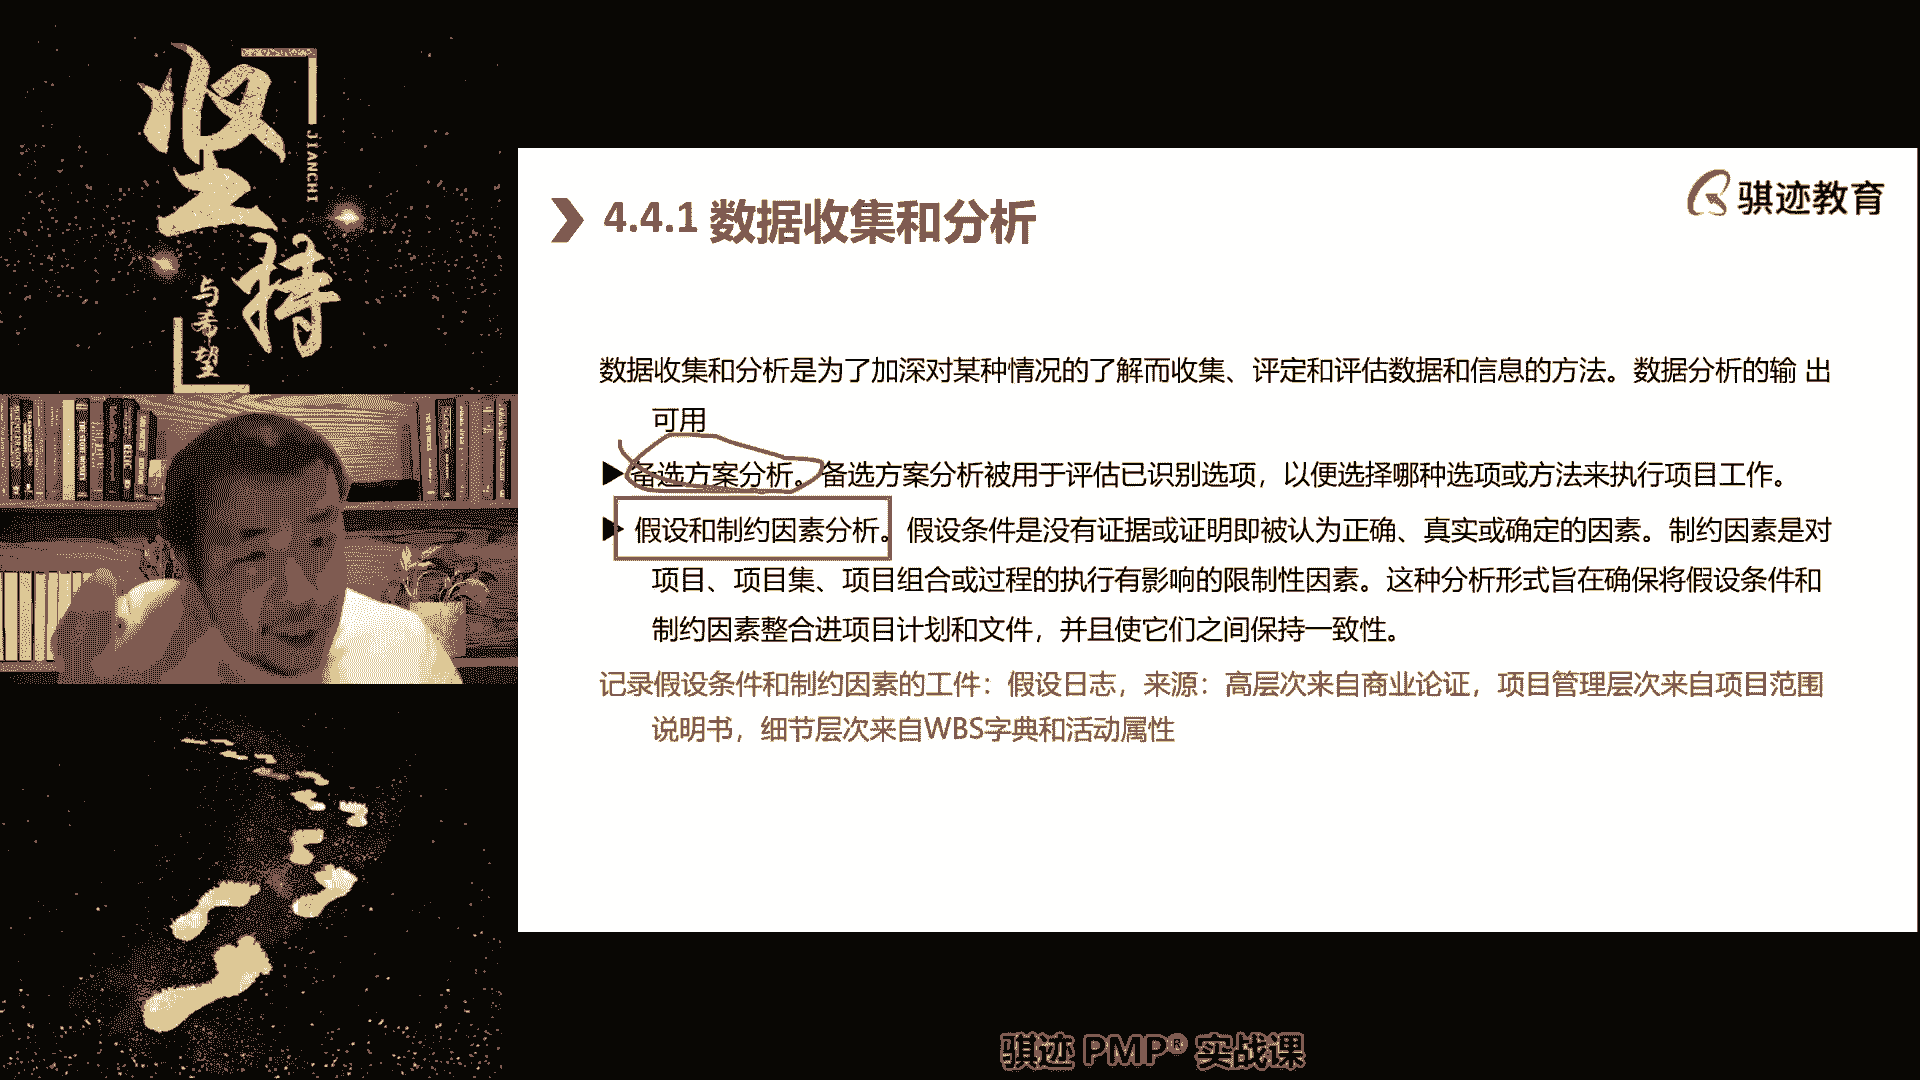 坚持
JIANCHI
与希望
骐迹教育
4.4.1 数据收集和分析
数据收集和分析是为了加深对某种情况的了解而收集、评定和评估数据和信息的方法。数据分析的输 出
可用
▶备选方案分析。备选方案分析被用于评估已识别选项，以便选择哪种选项或方法来执行项目工作。
▶ 假设和制约因素分析。假设条件是没有证据或证明即被认为正确、真实或确定的因素。制约因素是对
项目、项目集、项目组合或过程的执行有影响的限制性因素。这种分析形式旨在确保将假设条件和
制约因素整合进项目计划和文件，并且使它们之间保持一致性。
记录假设条件和制约因素的工件：假设日志，来源：高层次来自商业论证，项目管理层次来自项目范围
说明书，细节层次来自WBS字典和活动属性
骐迹 PMP® 实战课